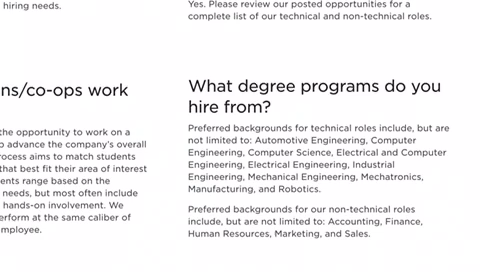 hiring needs.
Yes. Please review our posted opportunities for a
complete list of our technical and non-technical roles.
ns/co-ops work
the opportunity to work on a
p advance the company's overall
rocess aims to match students
that best fit their area of interest
ents range based on the
needs, but most often include
hands-on involvement. We
erform at the same caliber of
mployee.
What degree programs do you
hire from?
Preferred backgrounds for technical roles include, but are
not limited to: Automotive Engineering, Computer
Engineering, Computer Science, Electrical and Computer
Engineering, Electrical Engineering, Industrial
Engineering, Mechanical Engineering, Mechatronics,
Manufacturing, and Robotics.
Preferred backgrounds for our non-technical roles
include, but are not limited to: Accounting, Finance,
Human Resources, Marketing, and Sales.